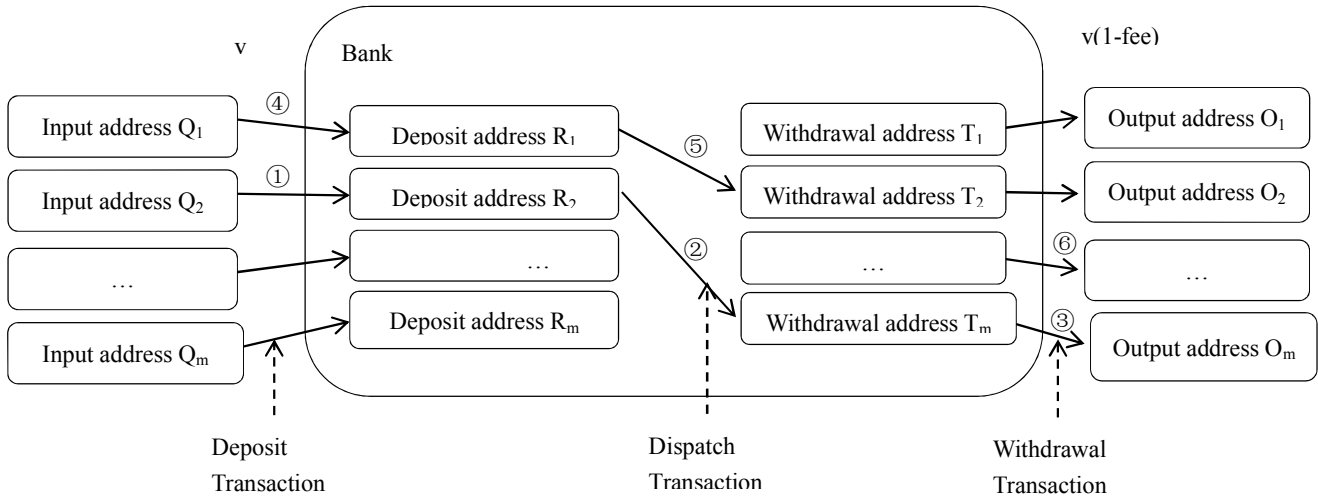 v
Bank
v(1-fee)
Input address Q1
④
Deposit address R1
⑤
Withdrawal address T1
Output address O1
Input address Q2
①
Deposit address R2
Withdrawal address T2
Output address O2
…
…
②
…
⑥
…
Input address Qm
Deposit address Rm
Withdrawal address Tm
③
Output address Om
Deposit
Transaction
Dispatch
Transaction
Withdrawal
Transaction